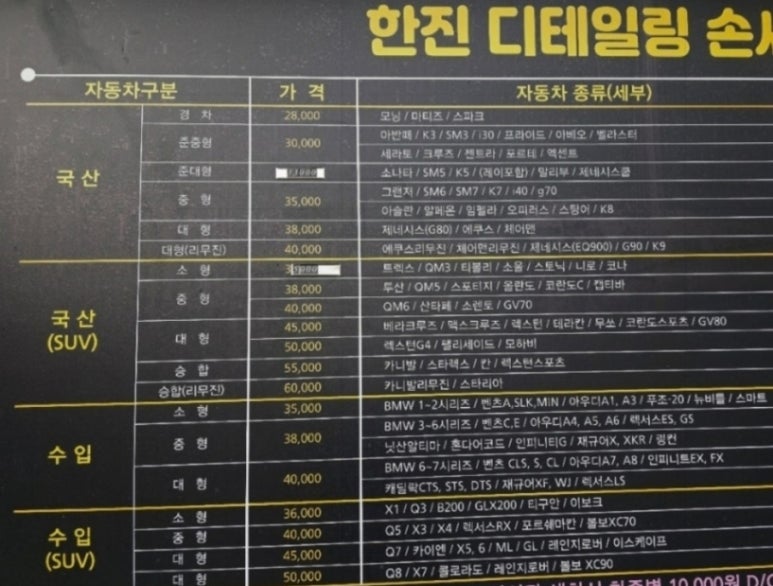 한진 디테일링
자동차구분 가 격 자동차 종류(세부)
국 산 경 차 28,000 모닝 / 마티즈 / 스파크
준중형 30,000 아반떼 / K3 / SM3 / i30 / 프라이드 / 아베오 / 벨라스터
세라토 / 크루즈 / 젠트라 / 포르테 / 엑센트
준대형 소나타 / SM5 / K5 / (레이포함) / 말리부 / 제네시스쿱
중 형 35,000 그랜저 / SM6 / SM7 / K7 / i40 / g70
아슬란 / 알페온 / 임펠라 / 오피러스 / 스팅어 / K8
대 형 38,000 제네시스(G80) / 에쿠스 / 체어맨
대형(리무진) 40,000 에쿠스리무진 / 체어맨리무진 / 제네시스(EQ900) / G90 / K9
국 산 (SUV) 소 형 트렉스 / QM3 / 티볼리 / 소울 / 스토닉 / 니로 / 코나
중 형 38,000 투산 / QM5 / 스포티지 / 올란도 / 코란도C / 캡티바
40,000 QM6 / 산타페 / 소렌토 / GV70
대 형 45,000 베라크루즈 / 맥스크루즈 / 렉스턴 / 테라칸 / 무쏘 / 코란도스포츠 / GV80
50,000 렉스턴G4 / 팰리세이드 / 모하비
승 합 55,000 카니발 / 스타렉스 / 칸 / 렉스턴스포츠
승합(리무진) 60,000 카니발리무진 / 스타리아
수 입 소 형 35,000 BMW 1~2시리즈 / 벤츠A,SLK,MiN / 아우디A1, A3 / 푸조-20 / 뉴비틀 / 스마트
중 형 38,000 BMW 3~6시리즈 / 벤츠C,E / 아우디A4, A5, A6 / 렉서스ES, GS
닛산알티마 / 혼다어코드 / 인피니티G / 재규어X, XKR / 링컨
대 형 40,000 BMW 6~7시리즈 / 벤츠 CLS, S, CL / 아우디A7, A8 / 인피니트EX, FX
캐딜락CTS, STS, DTS / 재규어XF, WJ / 렉서스LS
수 입 (SUV) 소 형 36,000 X1 / Q3 / B200 / GLX200 / 티구안 / 이보크
중 형 40,000 Q5 / X3 / X4 / 렉서스RX / 포르쉐마칸 / 볼보XC70
대 형 45,000 Q7 / 카이엔 / X5, 6 / ML / GL / 레인지로버 / 이스케이프
대 형 50,000 Q8 / X7 / 콜로라도 / 레인지로버 / 볼보 XC90
10,000원